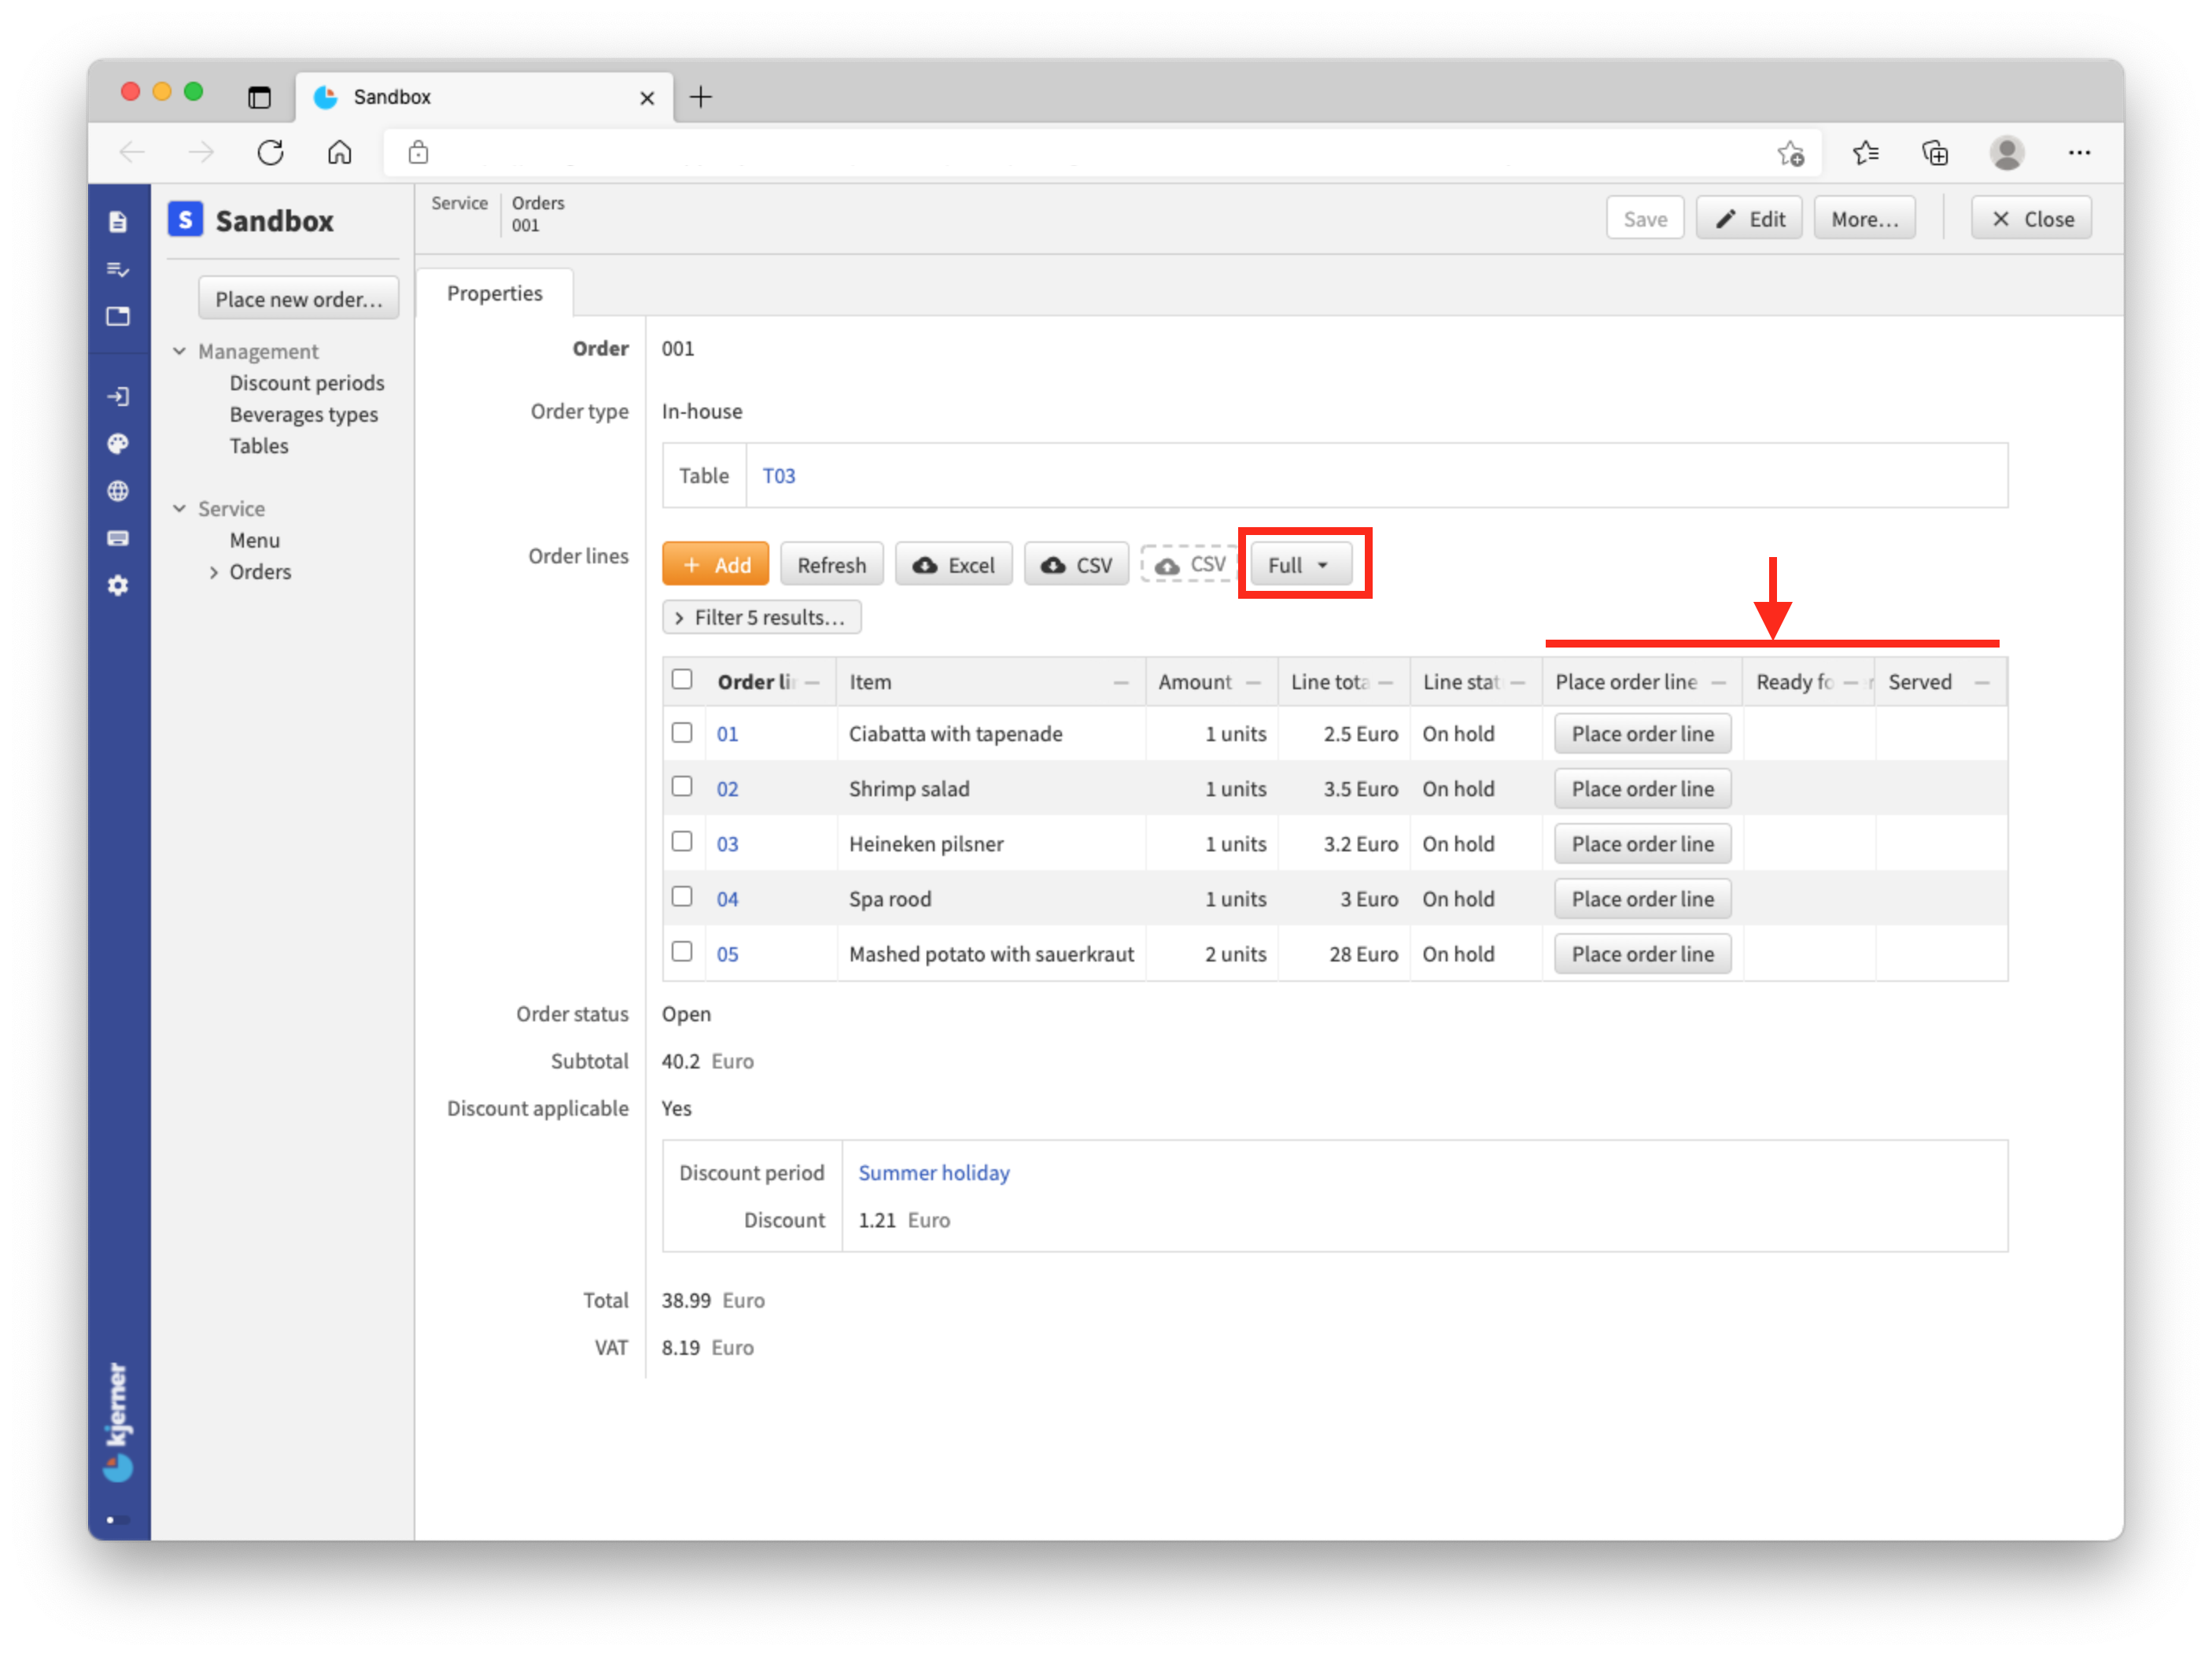 Sandbox
S Sandbox
Place new order...
Management
Discount periods
Beverages types
Tables
Service
Menu
Orders
kjerner
Service
Orders
001
Save
Edit
More...
Close
Properties
Order 001
Order type In-house
Table T03
Order lines
+ Add
Refresh
Excel
CSV
CSV
Full
Filter 5 results...
Order li Item Amount Line tota Line stat Place order line Ready fo Served
01 Ciabatta with tapenade 1 units 2.5 Euro On hold Place order line
02 Shrimp salad 1 units 3.5 Euro On hold Place order line
03 Heineken pilsner 1 units 3.2 Euro On hold Place order line
04 Spa rood 1 units 3 Euro On hold Place order line
05 Mashed potato with sauerkraut 2 units 28 Euro On hold Place order line
Order status Open
Subtotal 40.2 Euro
Discount applicable Yes
Discount period Summer holiday
Discount 1.21 Euro
Total 38.99 Euro
VAT 8.19 Euro